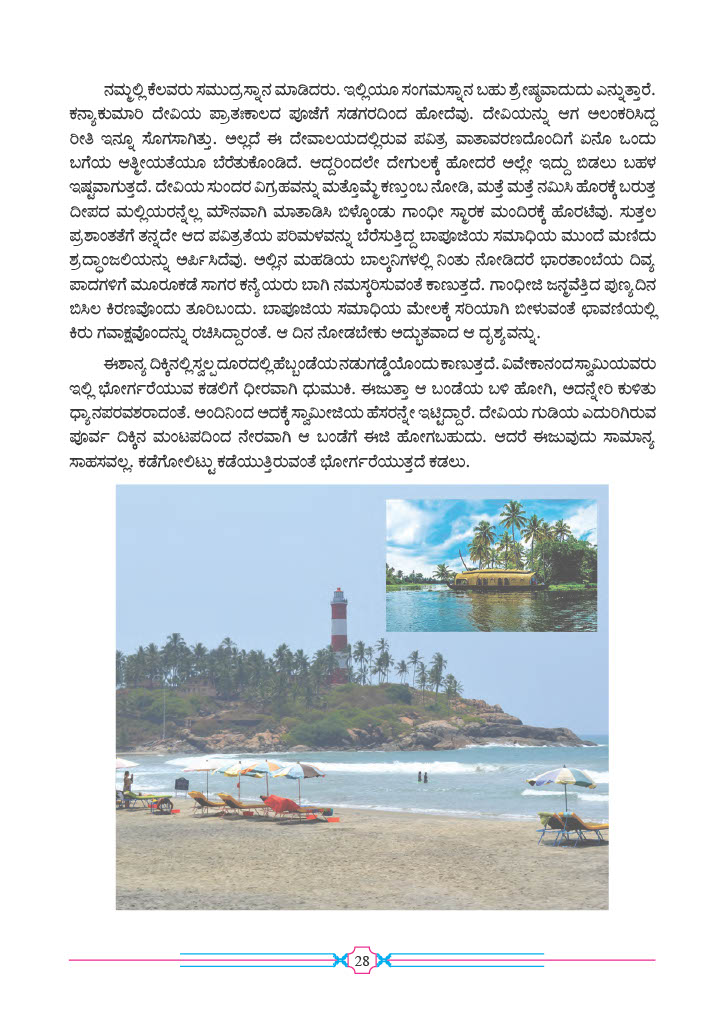 ನಮ್ಮಲ್ಲಿ ಕೆಲವರು ಸಮುದ್ರಸ್ನಾನ ಮಾಡಿದರು. ಇಲ್ಲಿಯೂ ಸಂಗಮಸ್ನಾನ ಬಹು ಶ್ರೇಷ್ಠವಾದುದು ಎನ್ನುತ್ತಾರೆ.
ಕನ್ಯಾಕುಮಾರಿ ದೇವಿಯ ಪ್ರಾತಃಕಾಲದ ಪೂಜೆಗೆ ಸಡಗರದಿಂದ ಹೋದೆವು. ದೇವಿಯನ್ನು ಆಗ ಅಲಂಕರಿಸಿದ್ದ
ರೀತಿ ಇನ್ನೂ ಸೊಗಸಾಗಿತ್ತು. ಅಲ್ಲದೆ ಈ ದೇವಾಲಯದಲ್ಲಿರುವ ಪವಿತ್ರ ವಾತಾವರಣದೊಂದಿಗೆ ಏನೊ ಒಂದು
ಬಗೆಯ ಆತ್ಮೀಯತೆಯೂ ಬೆರೆತುಕೊಂಡಿದೆ. ಆದ್ದರಿಂದಲೇ ದೇಗುಲಕ್ಕೆ ಹೋದರೆ ಅಲ್ಲೇ ಇದ್ದು ಬಿಡಲು ಬಹಳ
ಇಷ್ಟವಾಗುತ್ತದೆ. ದೇವಿಯ ಸುಂದರ ವಿಗ್ರಹವನ್ನು ಮತ್ತೊಮ್ಮೆ ಕಣ್ತುಂಬ ನೋಡಿ, ಮತ್ತೆ ಮತ್ತೆ ನಮಿಸಿ ಹೊರಕ್ಕೆ ಬರುತ್ತ
ದೀಪದ ಮಲ್ಲಿಯರನ್ನೆಲ್ಲ ಮೌನವಾಗಿ ಮಾತಾಡಿಸಿ ಬಿಳ್ಕೊಂಡು ಗಾಂಧೀ ಸ್ಮಾರಕ ಮಂದಿರಕ್ಕೆ ಹೊರಟೆವು. ಸುತ್ತಲ
ಪ್ರಶಾಂತತೆಗೆ ತನ್ನದೇ ಆದ ಪವಿತ್ರತೆಯ ಪರಿಮಳವನ್ನು ಬೆರೆಸುತ್ತಿದ್ದ ಬಾಪೂಜಿಯ ಸಮಾಧಿಯ ಮುಂದೆ ಮಣಿದು
ಶ್ರದ್ಧಾಂಜಲಿಯನ್ನು ಅರ್ಪಿಸಿದೆವು. ಅಲ್ಲಿನ ಮಹಡಿಯ ಬಾಲ್ಕನಿಗಳಲ್ಲಿ ನಿಂತು ನೋಡಿದರೆ ಭಾರತಾಂಬೆಯ ದಿವ್ಯ
ಪಾದಗಳಿಗೆ ಮೂರೂಕಡೆ ಸಾಗರ ಕನ್ಯೆಯರು ಬಾಗಿ ನಮಸ್ಕರಿಸುವಂತೆ ಕಾಣುತ್ತದೆ. ಗಾಂಧೀಜಿ ಜನ್ಮವೆತ್ತಿದ ಪುಣ್ಯದಿನ
ಬಿಸಿಲ ಕಿರಣವೊಂದು ತೂರಿಬಂದು. ಬಾಪೂಜಿಯ ಸಮಾಧಿಯ ಮೇಲಕ್ಕೆ ಸರಿಯಾಗಿ ಬೀಳುವಂತೆ ಛಾವಣಿಯಲ್ಲಿ
ಕಿರು ಗವಾಕ್ಷವೊಂದನ್ನು ರಚಿಸಿದ್ದಾರಂತೆ. ಆ ದಿನ ನೋಡಬೇಕು ಅದ್ಭುತವಾದ ಆ ದೃಶ್ಯವನ್ನು.
ಈಶಾನ್ಯ ದಿಕ್ಕಿನಲ್ಲಿ ಸ್ವಲ್ಪ ದೂರದಲ್ಲಿ ಹೆಬ್ಬಂಡೆಯ ನಡುಗಡ್ಡೆಯೊಂದು ಕಾಣುತ್ತದೆ. ವಿವೇಕಾನಂದ ಸ್ವಾಮಿಯವರು
ಇಲ್ಲಿ ಭೋರ್ಗರೆಯುವ ಕಡಲಿಗೆ ಧೀರವಾಗಿ ಧುಮುಕಿ. ಈಜುತ್ತಾ ಆ ಬಂಡೆಯ ಬಳಿ ಹೋಗಿ, ಅದನ್ನೇರಿ ಕುಳಿತು
ಧ್ಯಾನಪರವಶರಾದಂತೆ. ಅಂದಿನಿಂದ ಅದಕ್ಕೆ ಸ್ವಾಮೀಜಿಯ ಹೆಸರನ್ನೇ ಇಟ್ಟಿದ್ದಾರೆ. ದೇವಿಯ ಗುಡಿಯ ಎದುರಿಗಿರುವ
ಪೂರ್ವ ದಿಕ್ಕಿನ ಮಂಟಪದಿಂದ ನೇರವಾಗಿ ಆ ಬಂಡೆಗೆ ಈಜಿ ಹೋಗಬಹುದು. ಆದರೆ ಈಜುವುದು ಸಾಮಾನ್ಯ
ಸಾಹಸವಲ್ಲ. ಕಡೆಗೋಲಿಟ್ಟು ಕಡೆಯುತ್ತಿರುವಂತೆ ಭೋರ್ಗರೆಯುತ್ತದೆ ಕಡಲು.
28